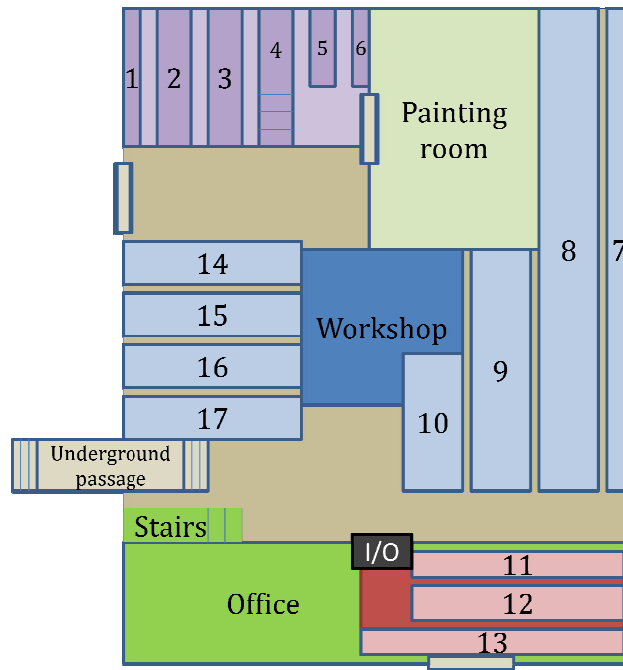 1
2
3
4
5
6
Painting
room
8
7
14
15
16
17
Workshop
9
10
Underground
passage
Stairs
I/O
Office
11
12
13